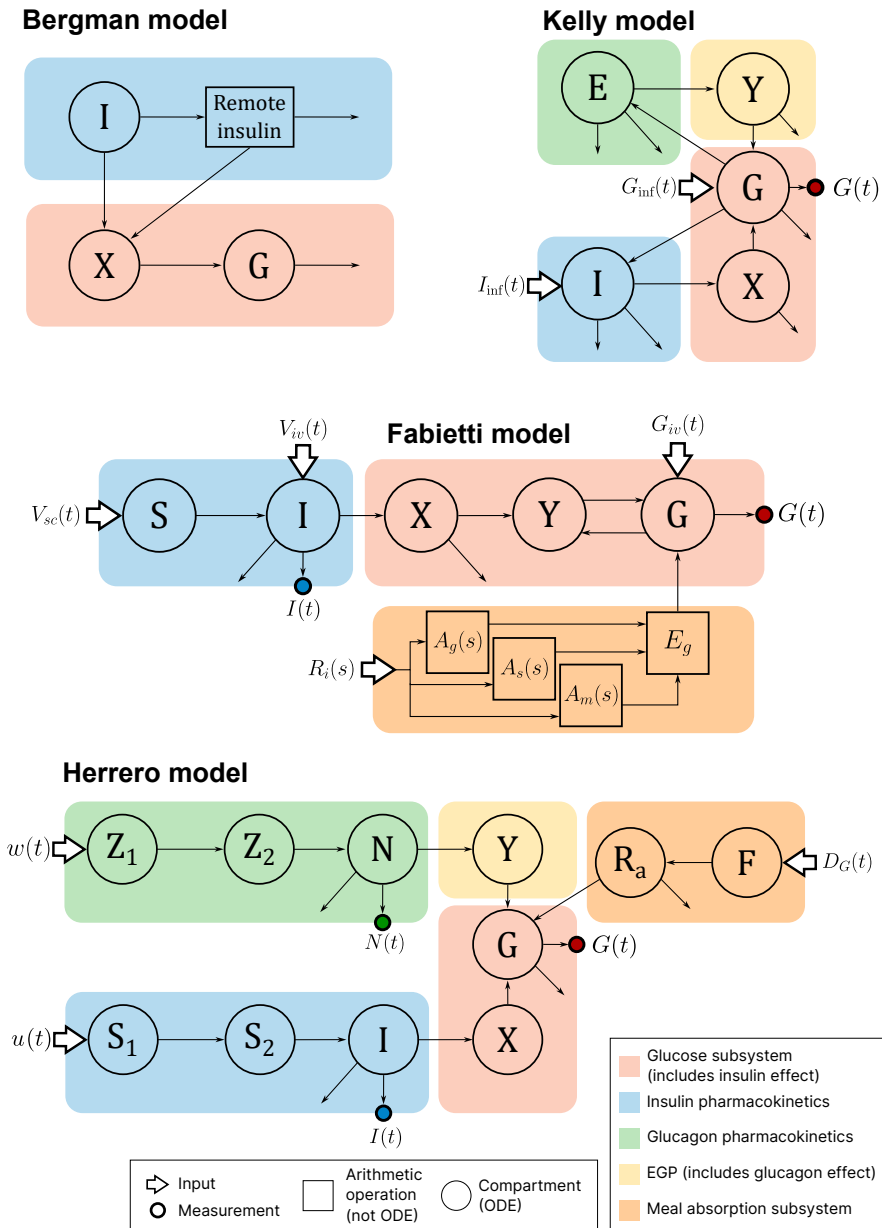 Bergman model
I
Remote
insulin
X
G
Kelly model
E
Y
G_inf(t)
G
G(t)
I_inf(t)
I
X
Fabietti model
V_iv(t)
G_iv(t)
V_sc(t)
S
I
X
Y
G
G(t)
I(t)
R_i(s)
A_g(s)
A_s(s)
A_m(s)
E_g
Herrero model
w(t)
Z_1
Z_2
N
Y
R_a
F
D_G(t)
N(t)
G
G(t)
u(t)
S_1
S_2
I
X
I(t)
Input
Measurement
Arithmetic
operation
(not ODE)
Compartment
(ODE)
Glucose subsystem
(includes insulin effect)
Insulin pharmacokinetics
Glucagon pharmacokinetics
EGP (includes glucagon effect)
Meal absorption subsystem